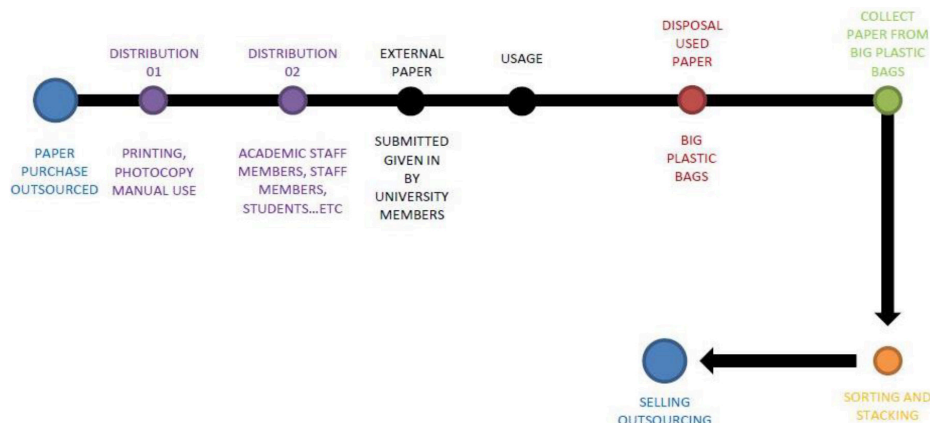 PAPER
PURCHASE
OUTSOURCED
DISTRIBUTION
01
PRINTING,
PHOTOCOPY
MANUAL USE
DISTRIBUTION
02
ACADEMIC STAFF
MEMBERS, STAFF
MEMBERS,
STUDENTS...ETC
EXTERNAL
PAPER
SUBMITTED
GIVEN IN
BY
UNIVERSITY
MEMBERS
USAGE
DISPOSAL
USED
PAPER
BIG
PLASTIC
BAGS
COLLECT
PAPER FROM
BIG PLASTIC
BAGS
SORTING AND
STACKING
SELLING
OUTSOURCING